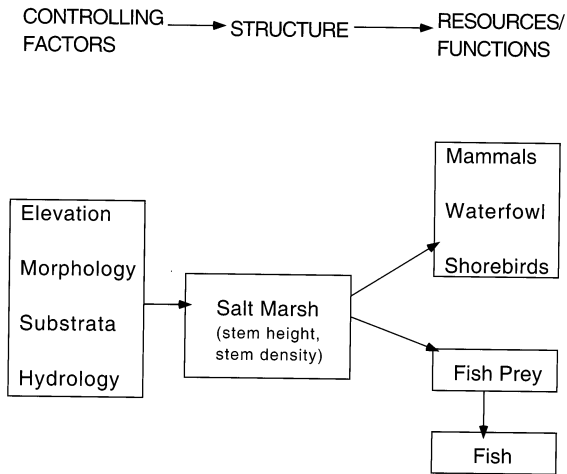 CONTROLLING
FACTORS
STRUCTURE
RESOURCES/
FUNCTIONS
Elevation
Morphology
Substrata
Hydrology
Salt Marsh
(stem height,
stem density)
Mammals
Waterfowl
Shorebirds
Fish Prey
Fish